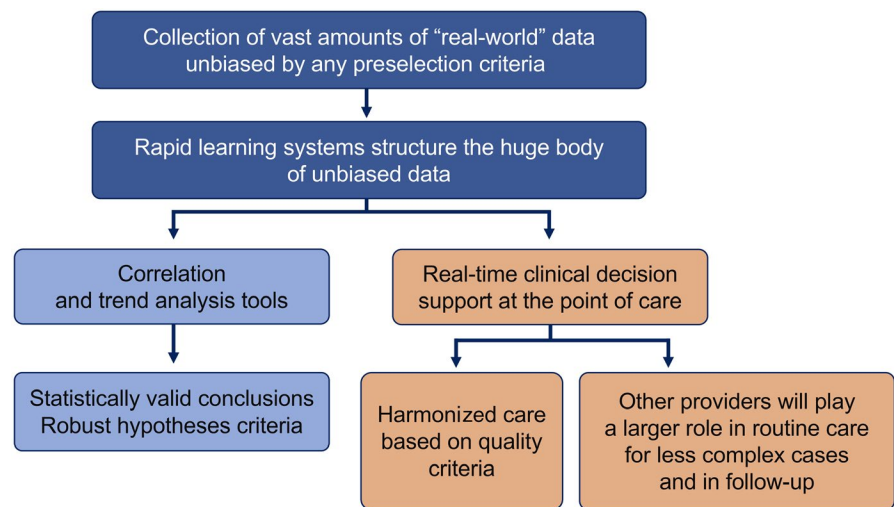 Collection of vast amounts of “real-world” data
unbiased by any preselection criteria
Rapid learning systems structure the huge body
of unbiased data
Correlation
and trend analysis tools
Real-time clinical decision
support at the point of care
Statistically valid conclusions
Robust hypotheses criteria
Harmonized care
based on quality
criteria
Other providers will play
a larger role in routine care
for less complex cases
and in follow-up